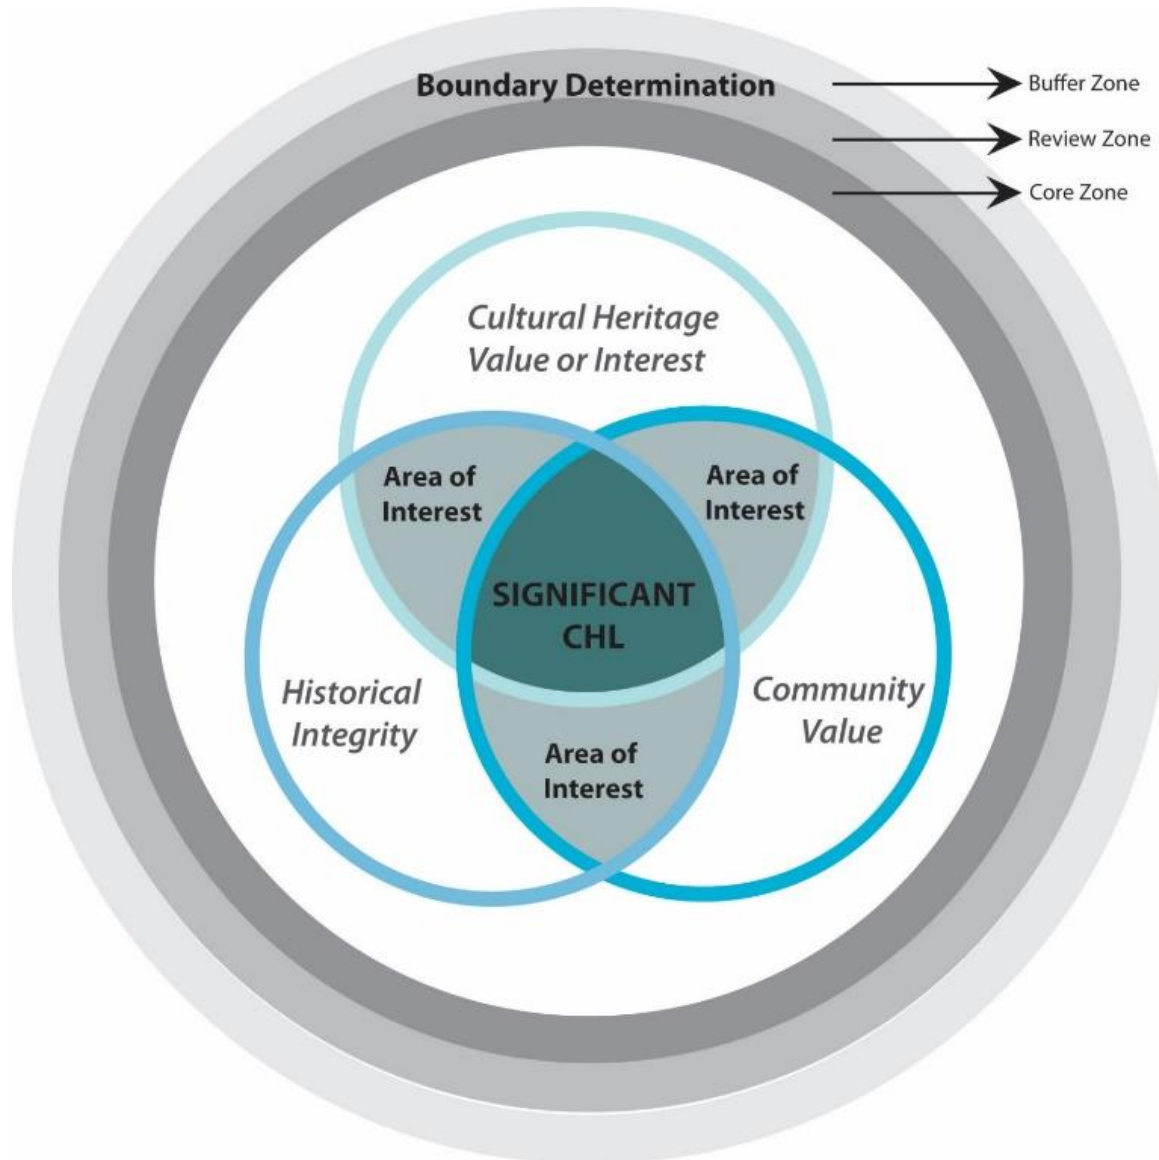 Boundary Determination
Buffer Zone
Review Zone
Core Zone
Cultural Heritage
Value or Interest
Area of
Interest
Area of
Interest
SIGNIFICANT
CHL
Historical
Integrity
Community
Value
Area of
Interest